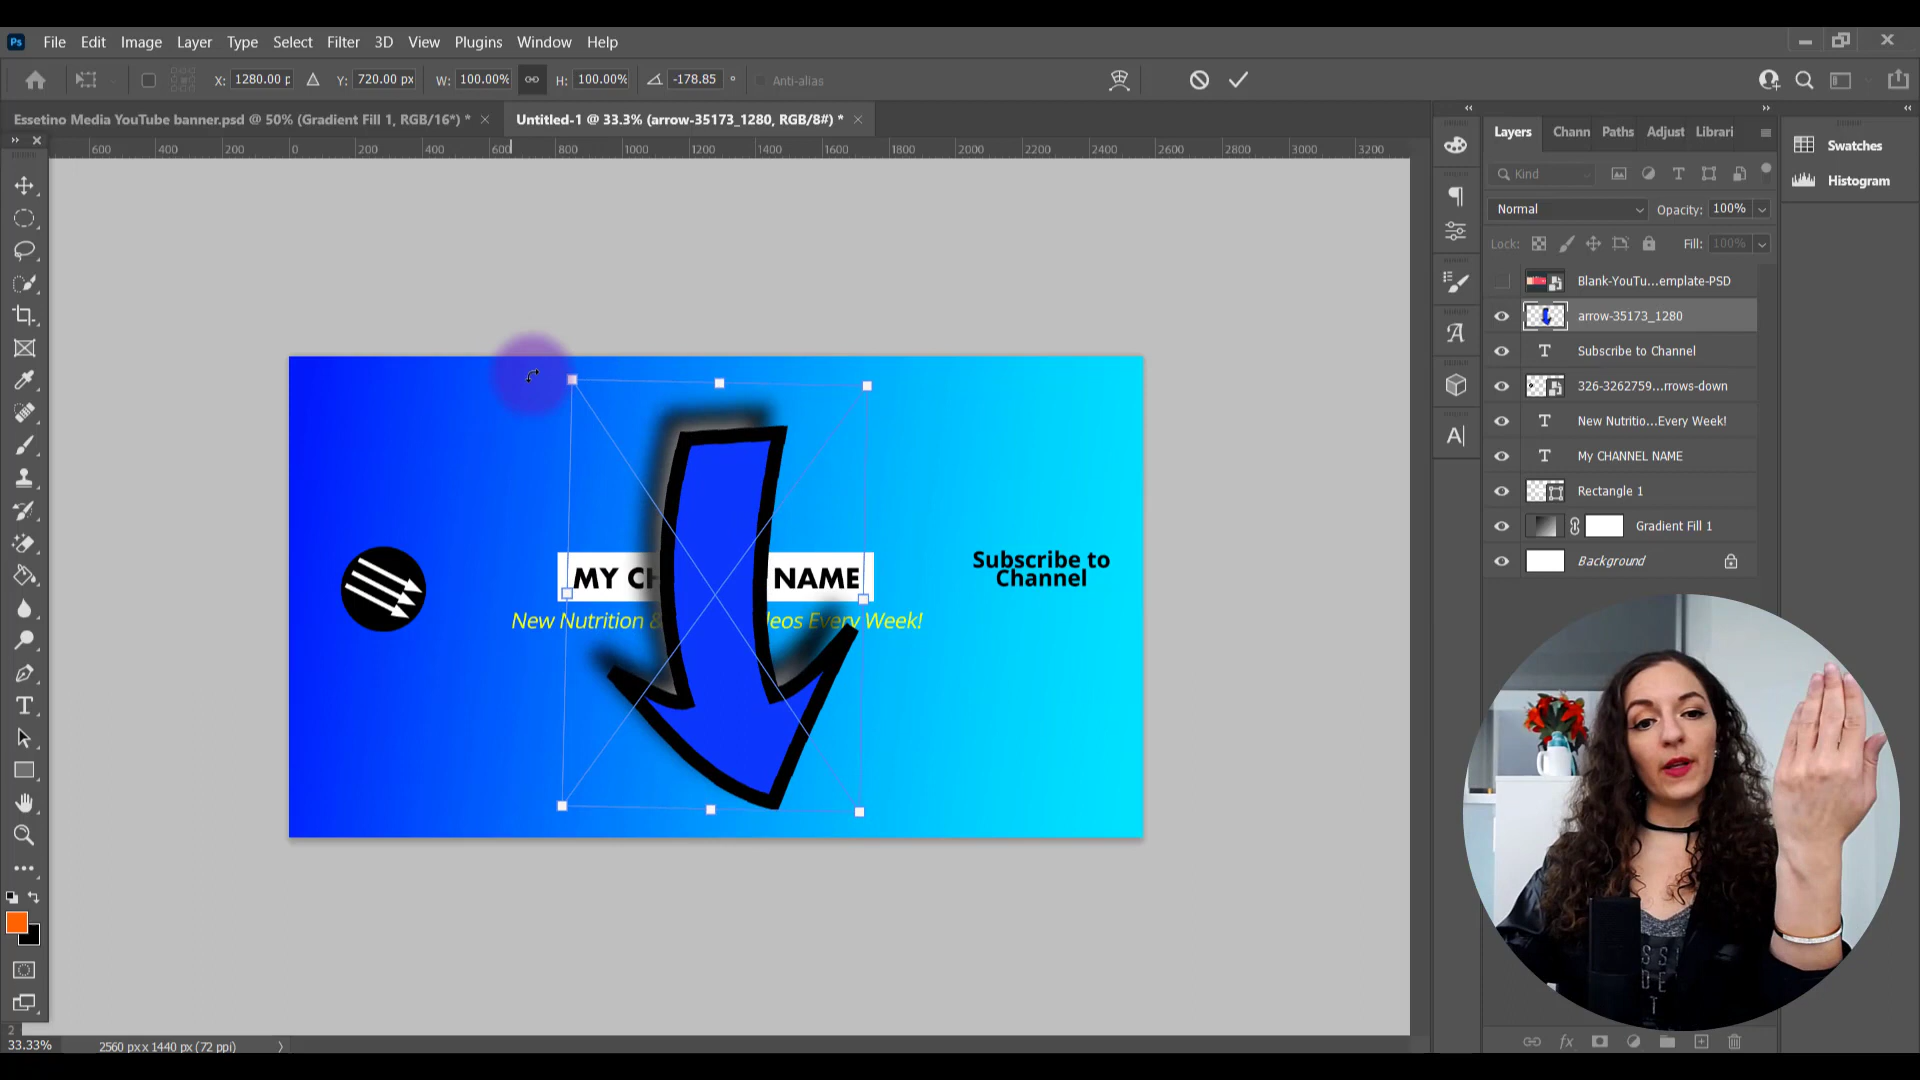 Ps File Edit Image Layer Type Select Filter 3D View Plugins Window Help
X: 1280.00 p Y: 720.00 px W: 100.00% H: 100.00% -178.85 ° Anti-alias
Essetino Media YouTube banner.psd @ 50% (Gradient Fill 1, RGB/16*) * Untitled-1 @ 33.3% (arrow-35173_1280, RGB/8#) *
600 400 200 0 200 400 600 800 1000 1200 1400 1600 1800 2000 2200 2400 2600 2800 3000 3200
Layers Chann Paths Adjust Librari
Swatches
Histogram
Kind
Normal Opacity: 100%
Lock: Fill: 100%
Blank-YouTu...emplate-PSD
arrow-35173_1280
Subscribe to Channel
326-3262759...rrows-down
New Nutritio...Every Week!
My CHANNEL NAME
Rectangle 1
Gradient Fill 1
Background
MY CH NAME
New Nutrition & deos Every Week!
Subscribe to
Channel
2
33.33% 2560 px x 1440 px (72 ppi)
fx